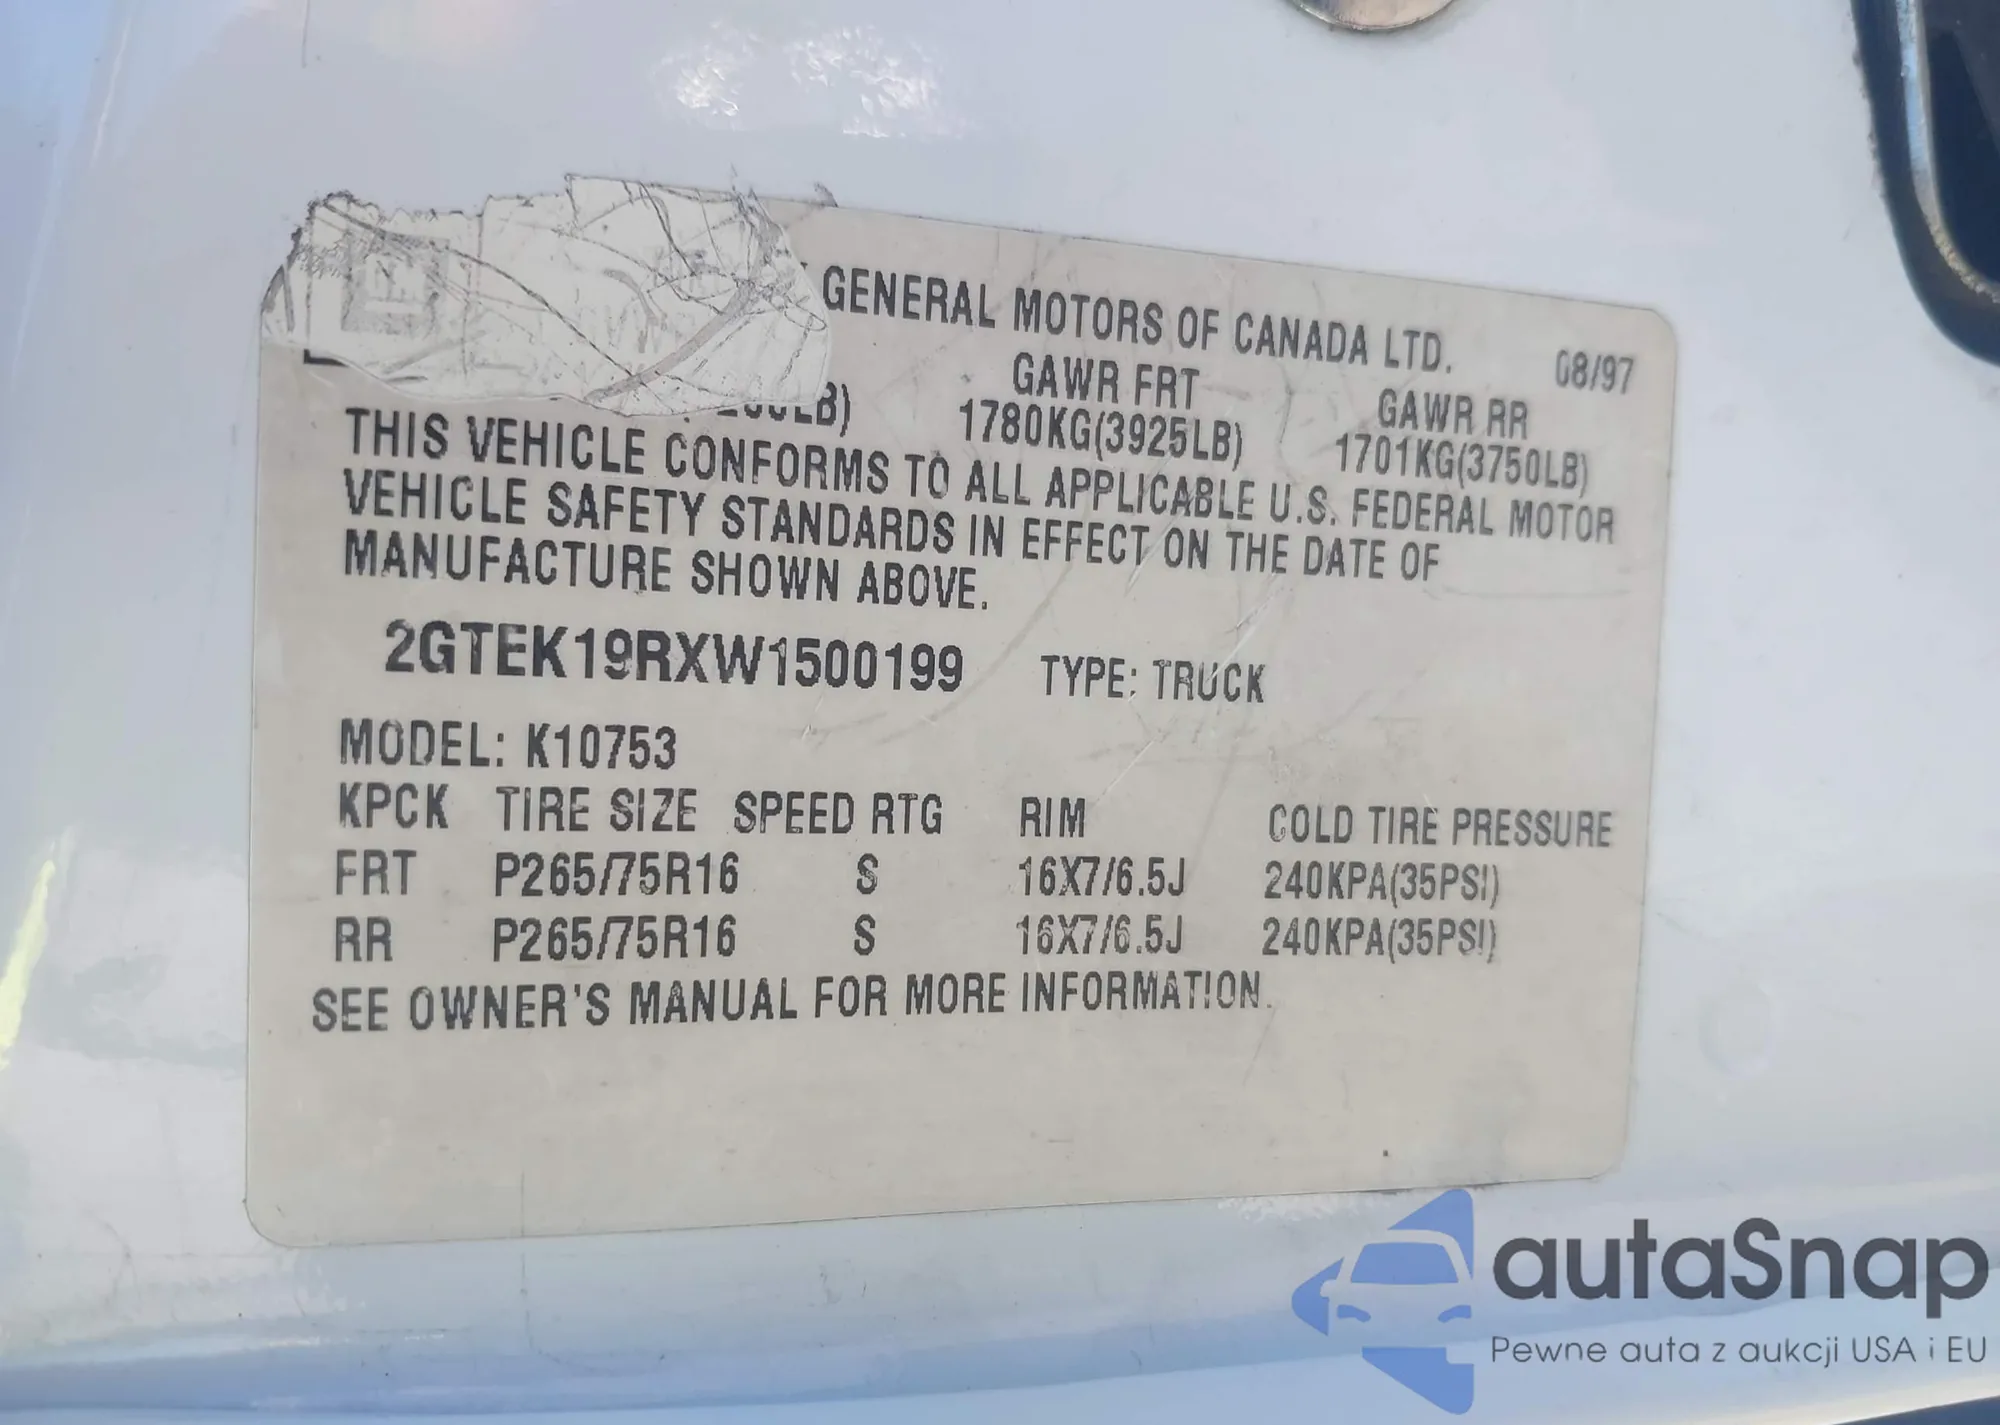 GENERAL MOTORS OF CANADA LTD. 08/97
GAWR FRT GAWR RR
1780KG(3925LB) 1701KG(3750LB)
THIS VEHICLE CONFORMS TO ALL APPLICABLE U.S. FEDERAL MOTOR
VEHICLE SAFETY STANDARDS IN EFFECT ON THE DATE OF
MANUFACTURE SHOWN ABOVE.
2GTEK19RXW1500199 TYPE: TRUCK
MODEL: K10753
KPCK TIRE SIZE SPEED RTG RIM COLD TIRE PRESSURE
FRT P265/75R16 S 16X7/6.5J 240KPA(35PSI)
RR P265/75R16 S 16X7/6.5J 240KPA(35PSI)
SEE OWNER'S MANUAL FOR MORE INFORMATION.
autaSnap
Pewne auta z aukcji USA i EU